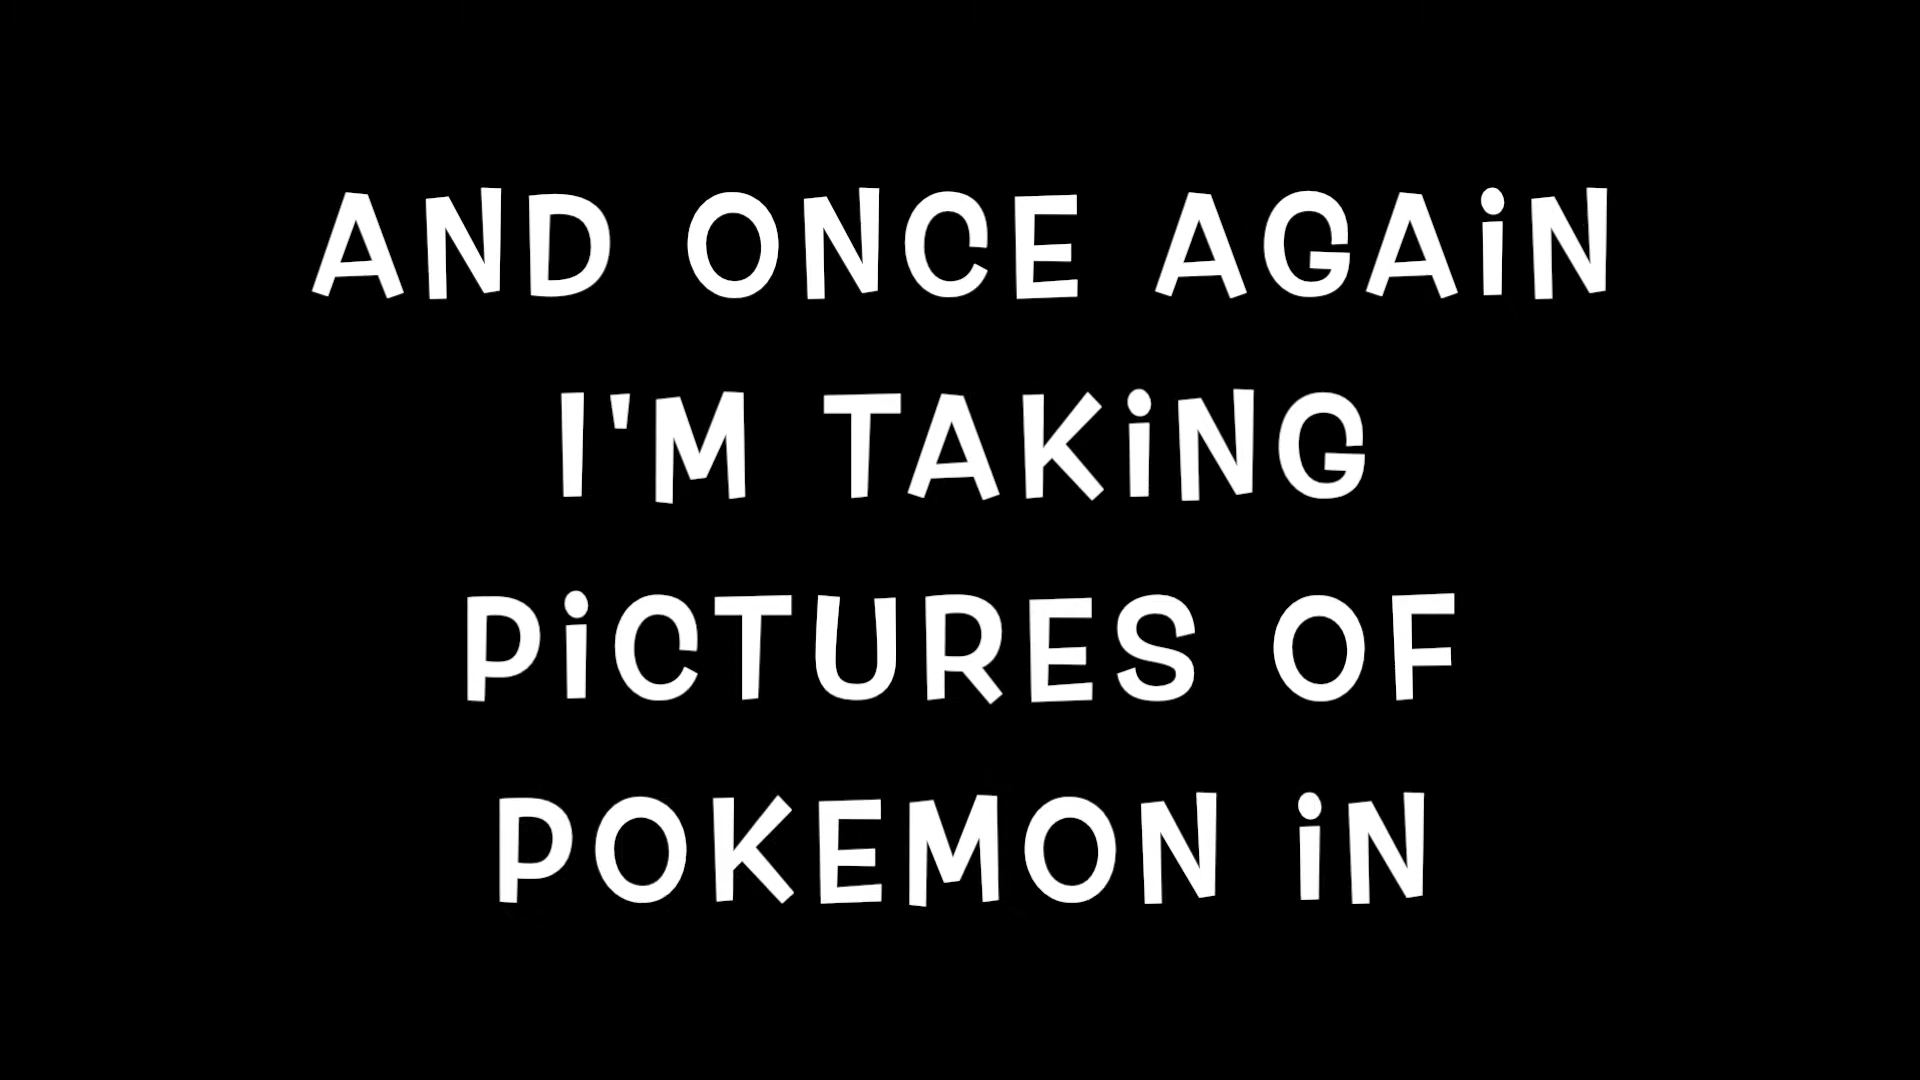 AND ONCE AGAiN
I'M TAKiNG
PiCTURES OF
POKEMON iN